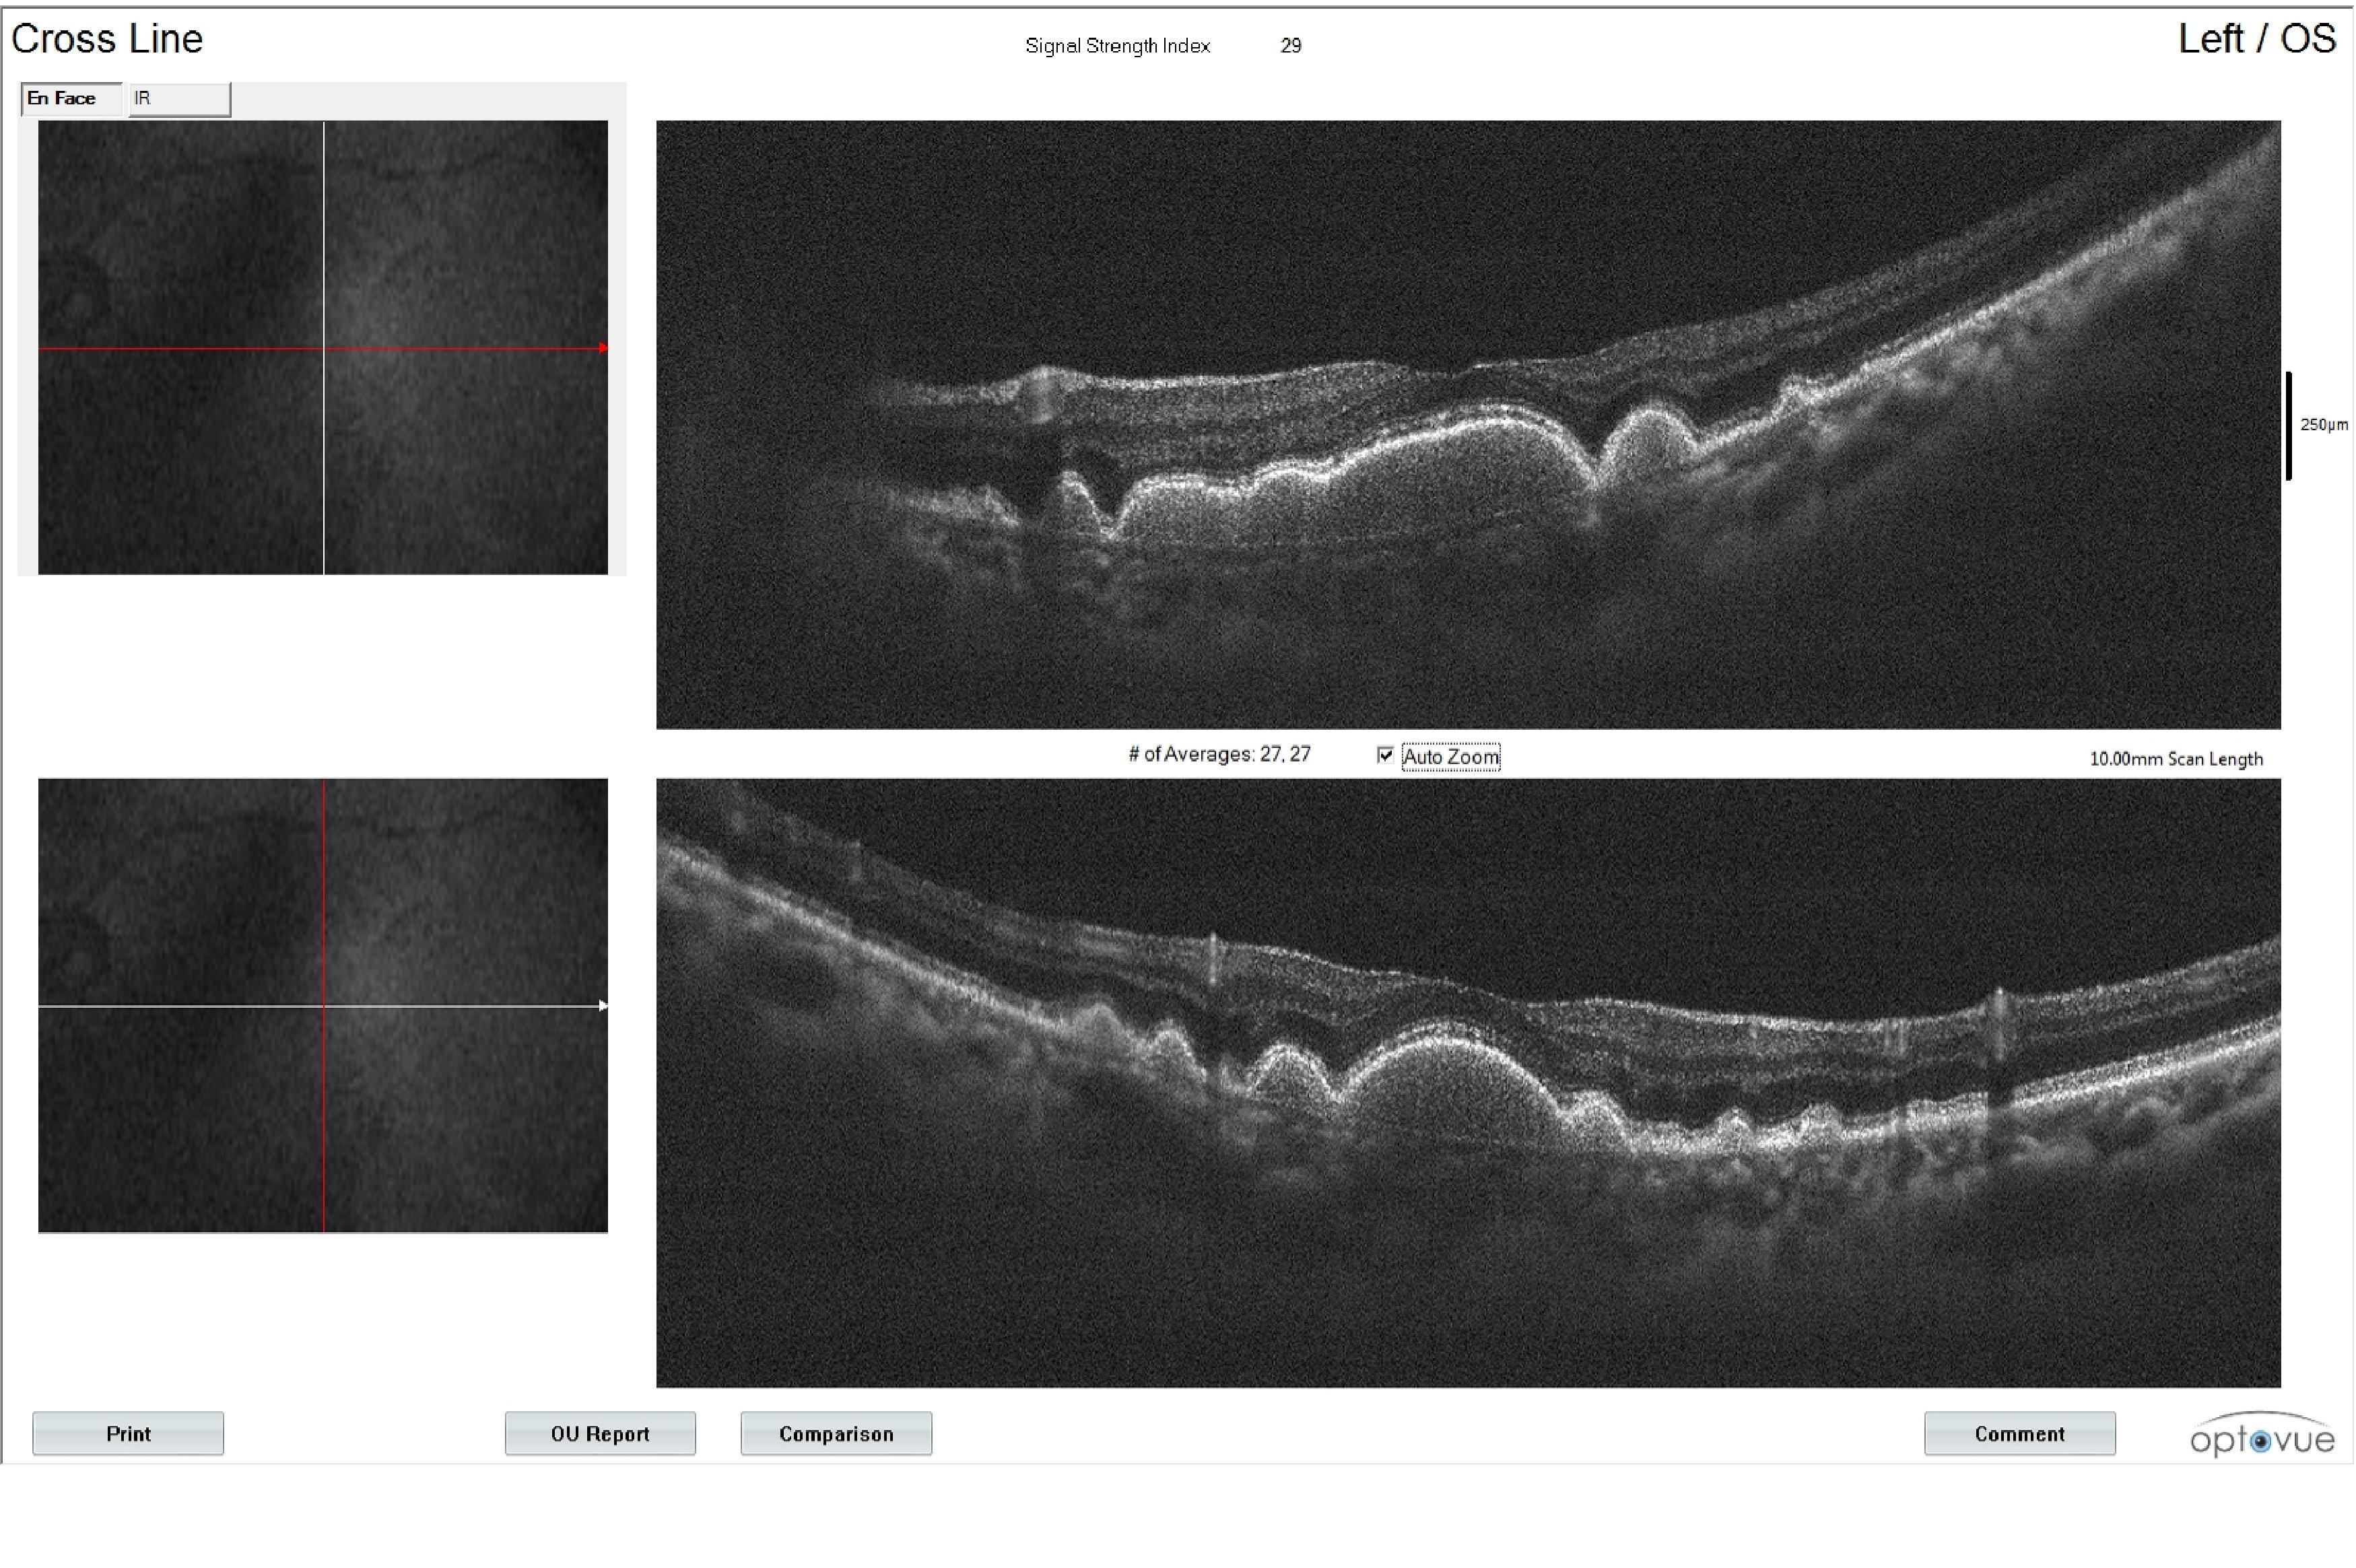 Cross Line
Signal Strength Index 29
Left / OS
En Face
IR
250µm
# of Averages: 27, 27
Auto Zoom
10.00mm Scan Length
Print
OU Report
Comparison
Comment
optovue